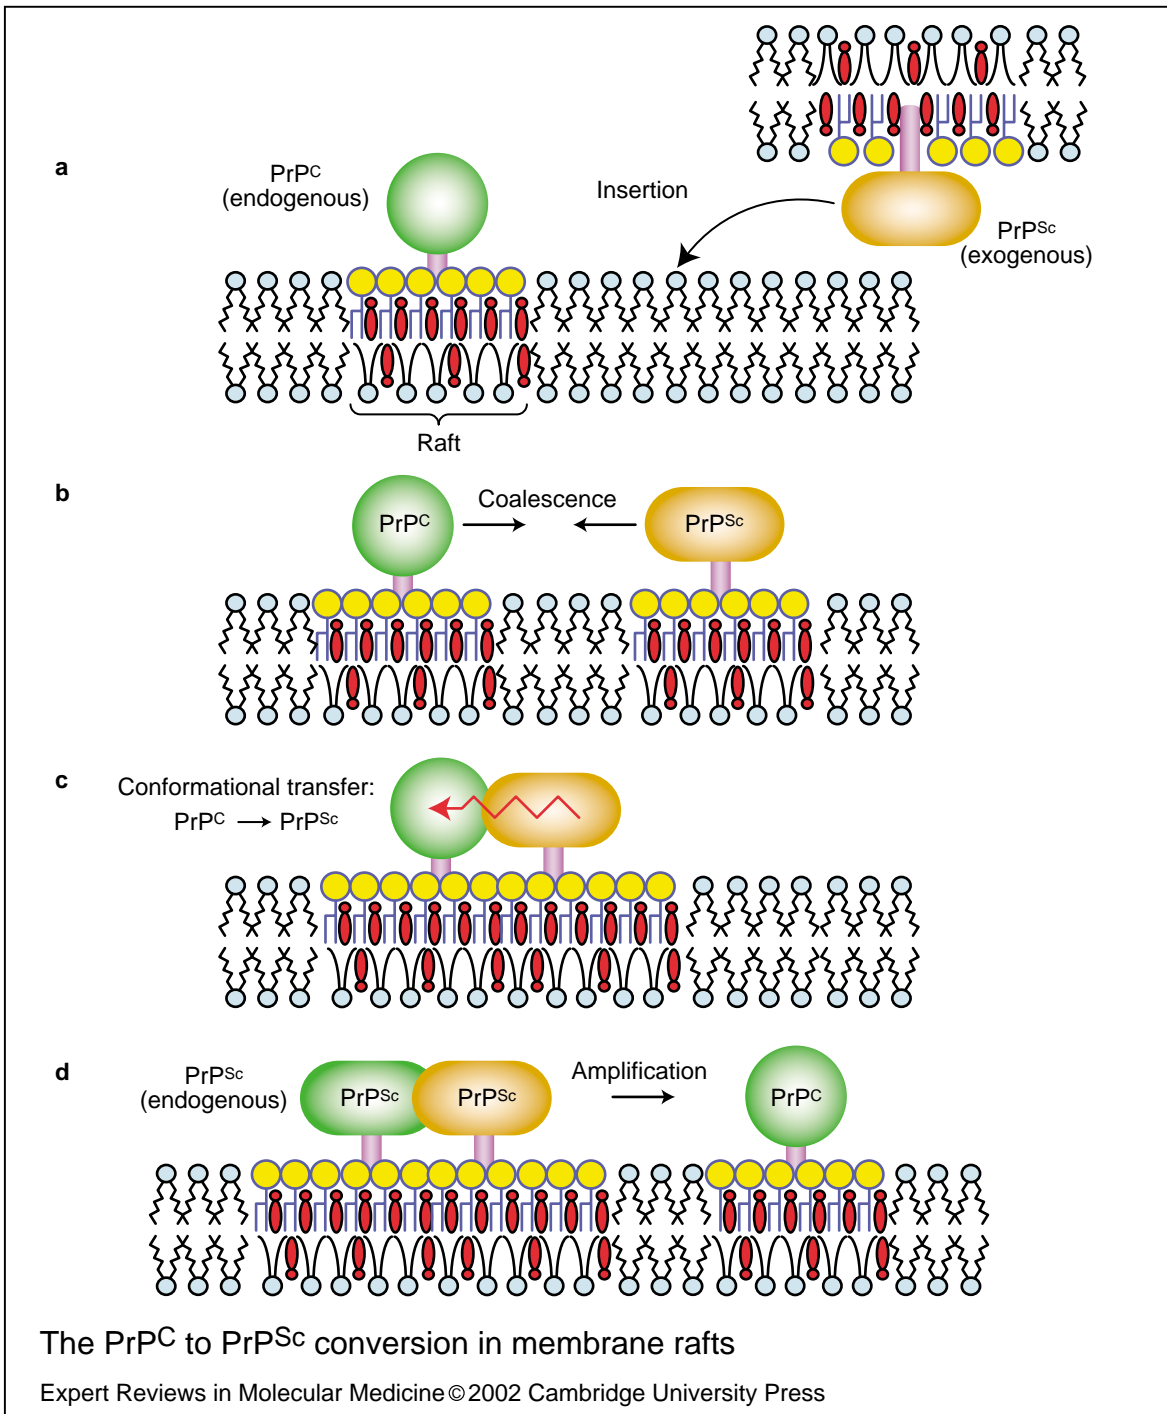 a
PrPC
(endogenous)
Insertion
PrPSc
(exogenous)
Raft
b
PrPC
Coalescence
PrPSc
c
Conformational transfer:
PrPC → PrPSc
d
PrPSc
(endogenous)
PrPSc
PrPSc
Amplification
PrPC
The PrPC to PrPSc conversion in membrane rafts
Expert Reviews in Molecular Medicine © 2002 Cambridge University Press